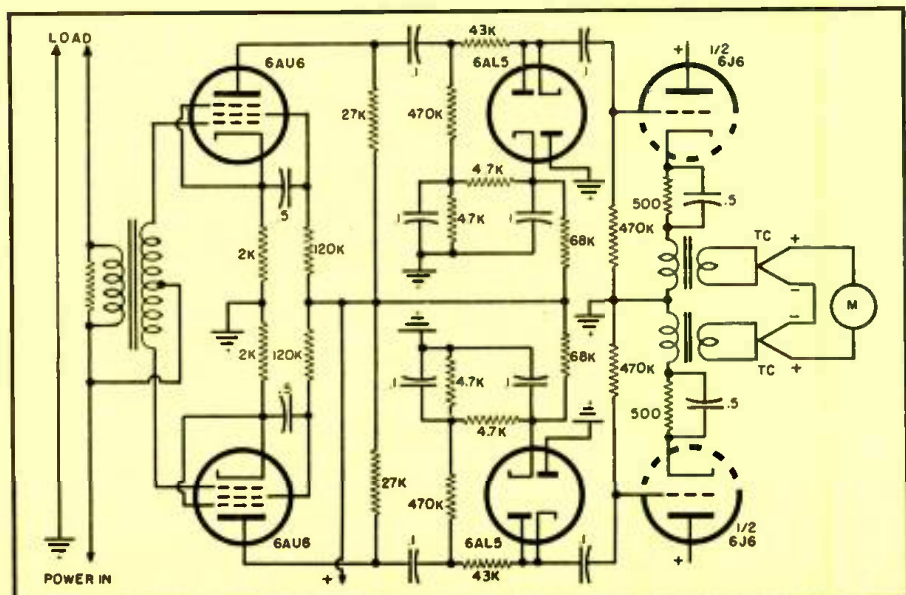 LOAD
6AU6
.5
2K
120K
27K
.1
43K
470K
6AL5
4.7K
.1
47K
.1
68K
.1
1/2
6J6
500
.5
470K
TC
+
−
M
−
TC
+
470K
500
.5
2K
120K
.5
27K
.1
4.7K
.1
4.7K
68K
470K
6AL5
.1
43K
.1
1/2
6J6
+
+
6AU6
+
POWER IN